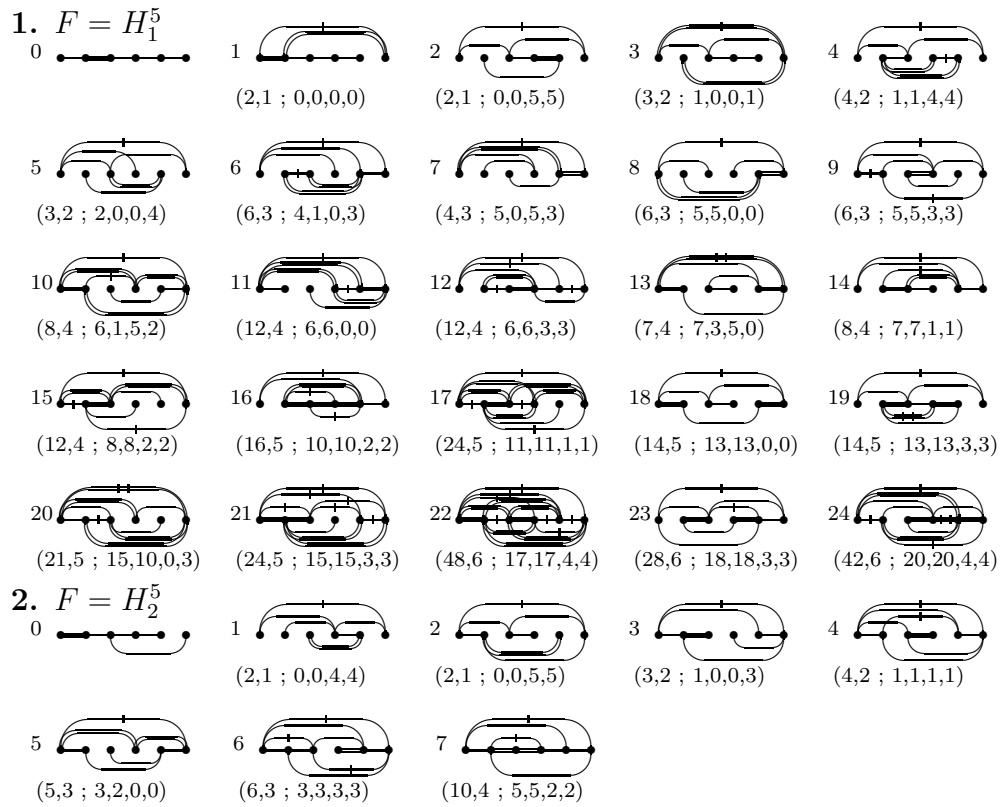 1. F = H₁⁵
0 1 2 3 4
(2,1 ; 0,0,0,0) (2,1 ; 0,0,5,5) (3,2 ; 1,0,0,1) (4,2 ; 1,1,4,4)
5 6 7 8 9
(3,2 ; 2,0,0,4) (6,3 ; 4,1,0,3) (4,3 ; 5,0,5,3) (6,3 ; 5,5,0,0) (6,3 ; 5,5,3,3)
10 11 12 13 14
(8,4 ; 6,1,5,2) (12,4 ; 6,6,0,0) (12,4 ; 6,6,3,3) (7,4 ; 7,3,5,0) (8,4 ; 7,7,1,1)
15 16 17 18 19
(12,4 ; 8,8,2,2) (16,5 ; 10,10,2,2) (24,5 ; 11,11,1,1) (14,5 ; 13,13,0,0) (14,5 ; 13,13,3,3)
20 21 22 23 24
(21,5 ; 15,10,0,3) (24,5 ; 15,15,3,3) (48,6 ; 17,17,4,4) (28,6 ; 18,18,3,3) (42,6 ; 20,20,4,4)
2. F = H₂⁵
0 1 2 3 4
(2,1 ; 0,0,4,4) (2,1 ; 0,0,5,5) (3,2 ; 1,0,0,3) (4,2 ; 1,1,1,1)
5 6 7
(5,3 ; 3,2,0,0) (6,3 ; 3,3,3,3) (10,4 ; 5,5,2,2)